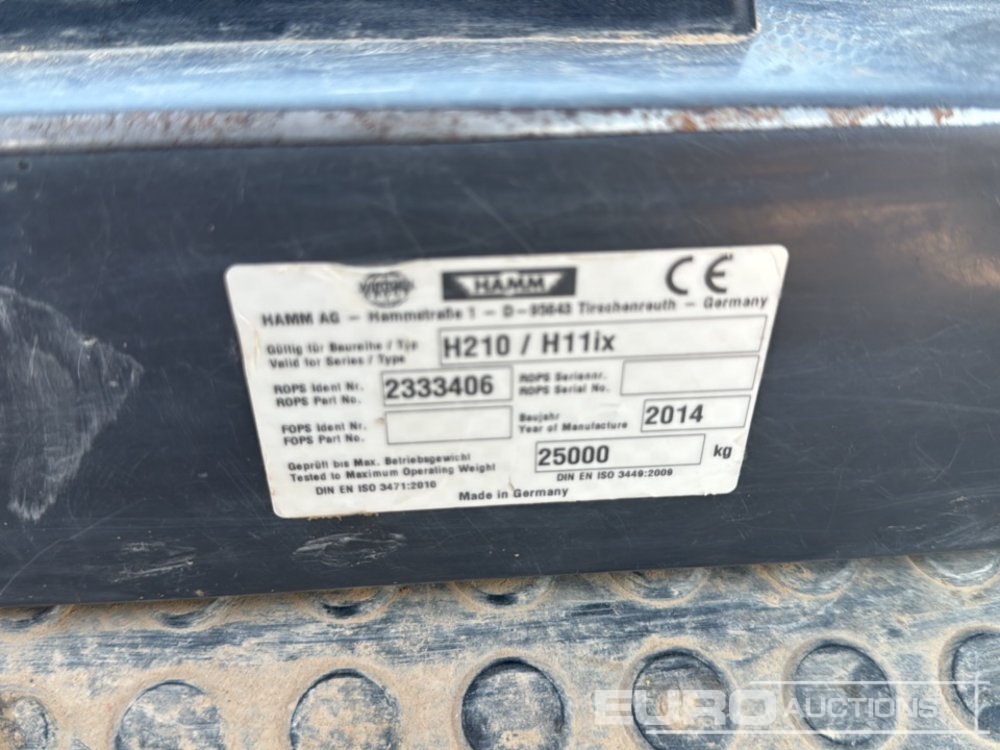 WIRTGEN GROUP HAMM CE
HAMM AG – Hammstraße 1 – D–95643 Tirschenreuth – Germany
Gültig für Baureihe / Typ
Valid for Series / Type
H210 / H11ix
ROPS Ident Nr.
ROPS Part No.
2333406
ROPS Seriennr.
ROPS Serial No.
FOPS Ident Nr.
FOPS Part No.
Baujahr
Year of Manufacture
2014
Geprüft bis Max. Betriebsgewicht
Tested to Maximum Operating Weight
25000 kg
DIN EN ISO 3471:2010
DIN EN ISO 3449:2009
Made in Germany
EURO AUCTIONS